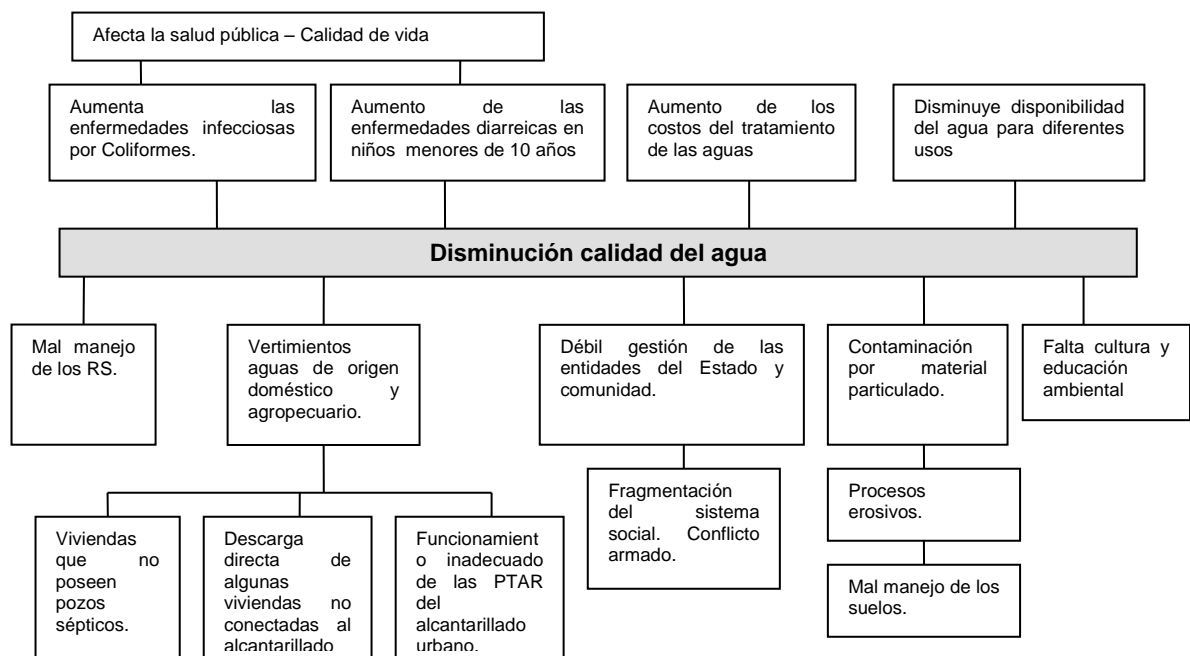 Afecta la salud pública – Calidad de vida
Aumenta las
enfermedades infecciosas
por Coliformes.
Aumento de las
enfermedades diarreicas en
niños menores de 10 años
Aumento de los
costos del tratamiento
de las aguas
Disminuye disponibilidad
del agua para diferentes
usos
Disminución calidad del agua
Mal manejo
de los RS.
Vertimientos
aguas de origen
doméstico y
agropecuario.
Débil gestión de las
entidades del Estado y
comunidad.
Contaminación
por material
particulado.
Falta cultura y
educación
ambiental
Viviendas
que no
poseen
pozos
sépticos.
Descarga
directa de
algunas
viviendas no
conectadas al
alcantarillado
Funcionamient
o inadecuado
de las PTAR
del
alcantarillado
urbano.
Fragmentación
del sistema
social. Conflicto
armado.
Procesos
erosivos.
Mal manejo de los
suelos.